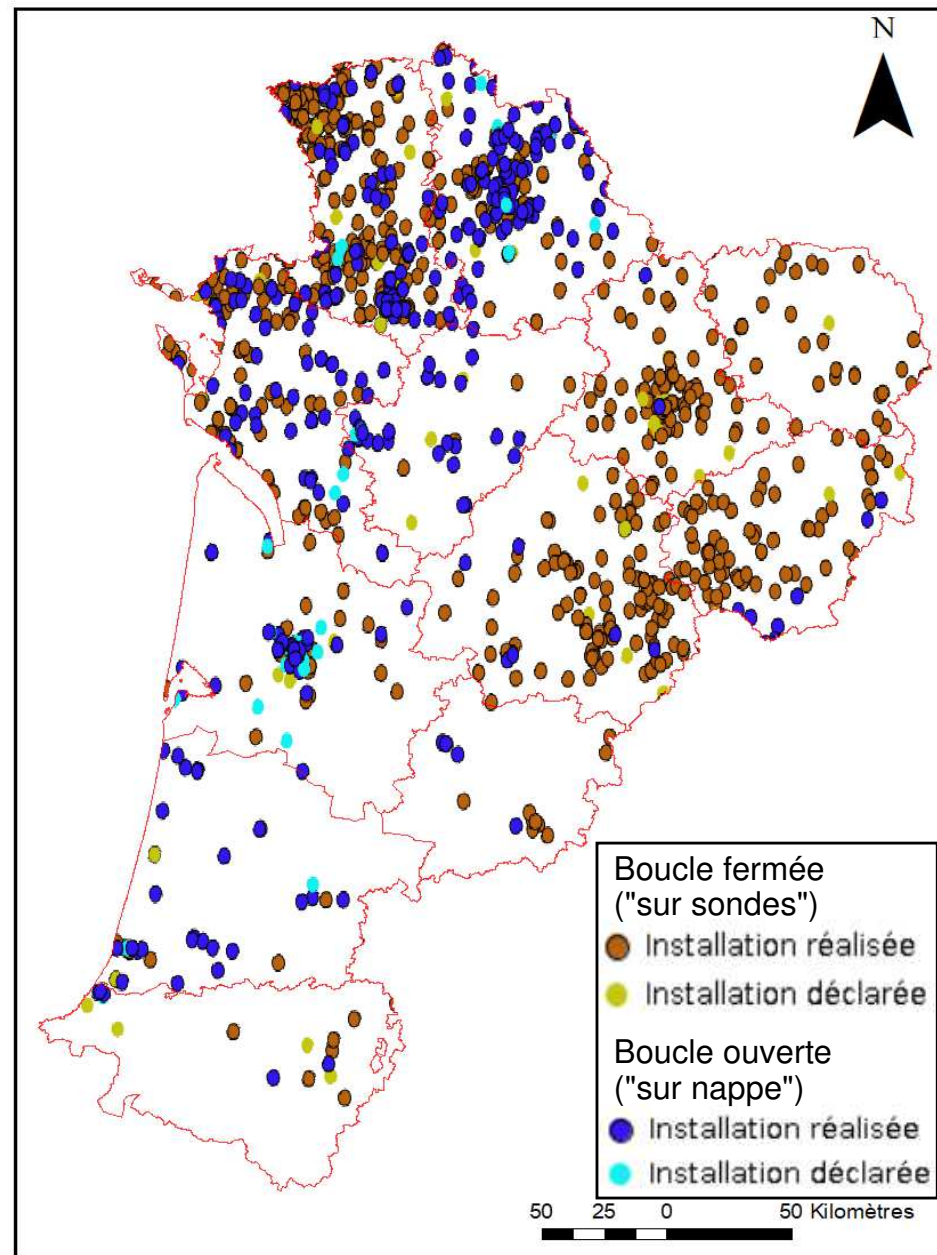 N
Boucle fermée
("sur sondes")
Installation réalisée
Installation déclarée
Boucle ouverte
("sur nappe")
Installation réalisée
Installation déclarée
50 25 0 50 Kilomètres